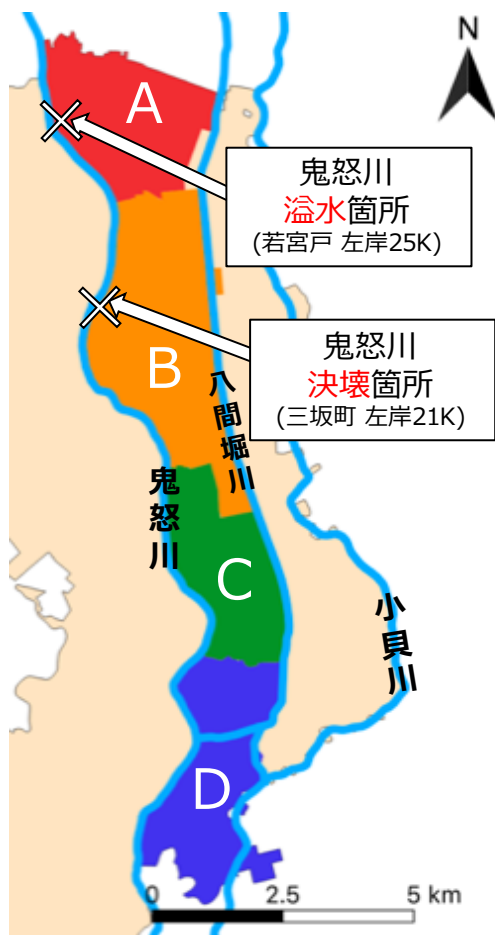 N
A
鬼怒川
溢水箇所
(若宮戸 左岸25K)
鬼怒川
決壊箇所
(三坂町 左岸21K)
B
八間堀川
鬼怒川
C
小貝川
D
0 2.5 5 km